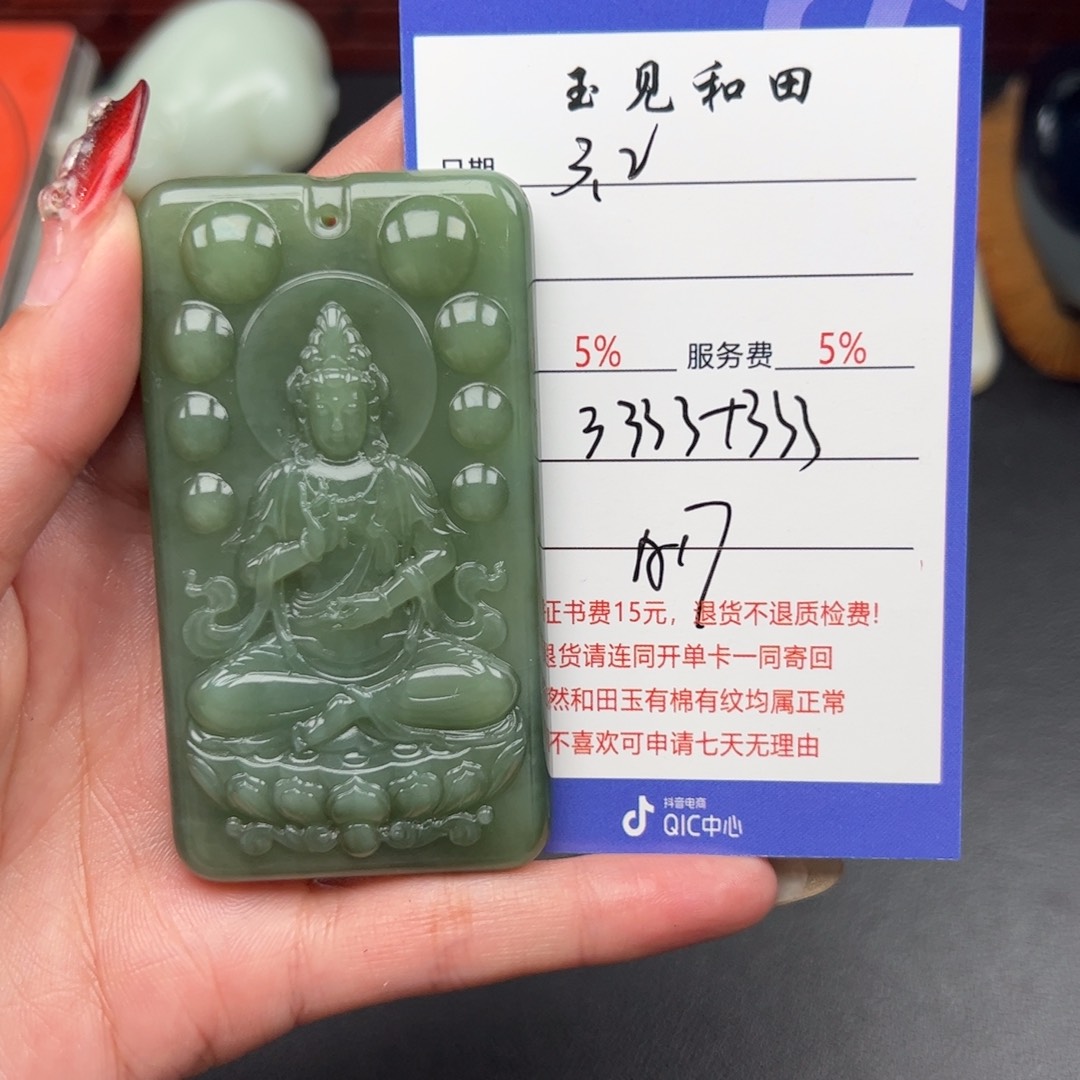 玉见和田
日期 3.2
5% 服务费 5%
3333+333
证书费15元，退货不退质检费!
退货请连同开单卡一同寄回
然和田玉有棉有纹均属正常
不喜欢可申请七天无理由
抖音电商
QIC中心